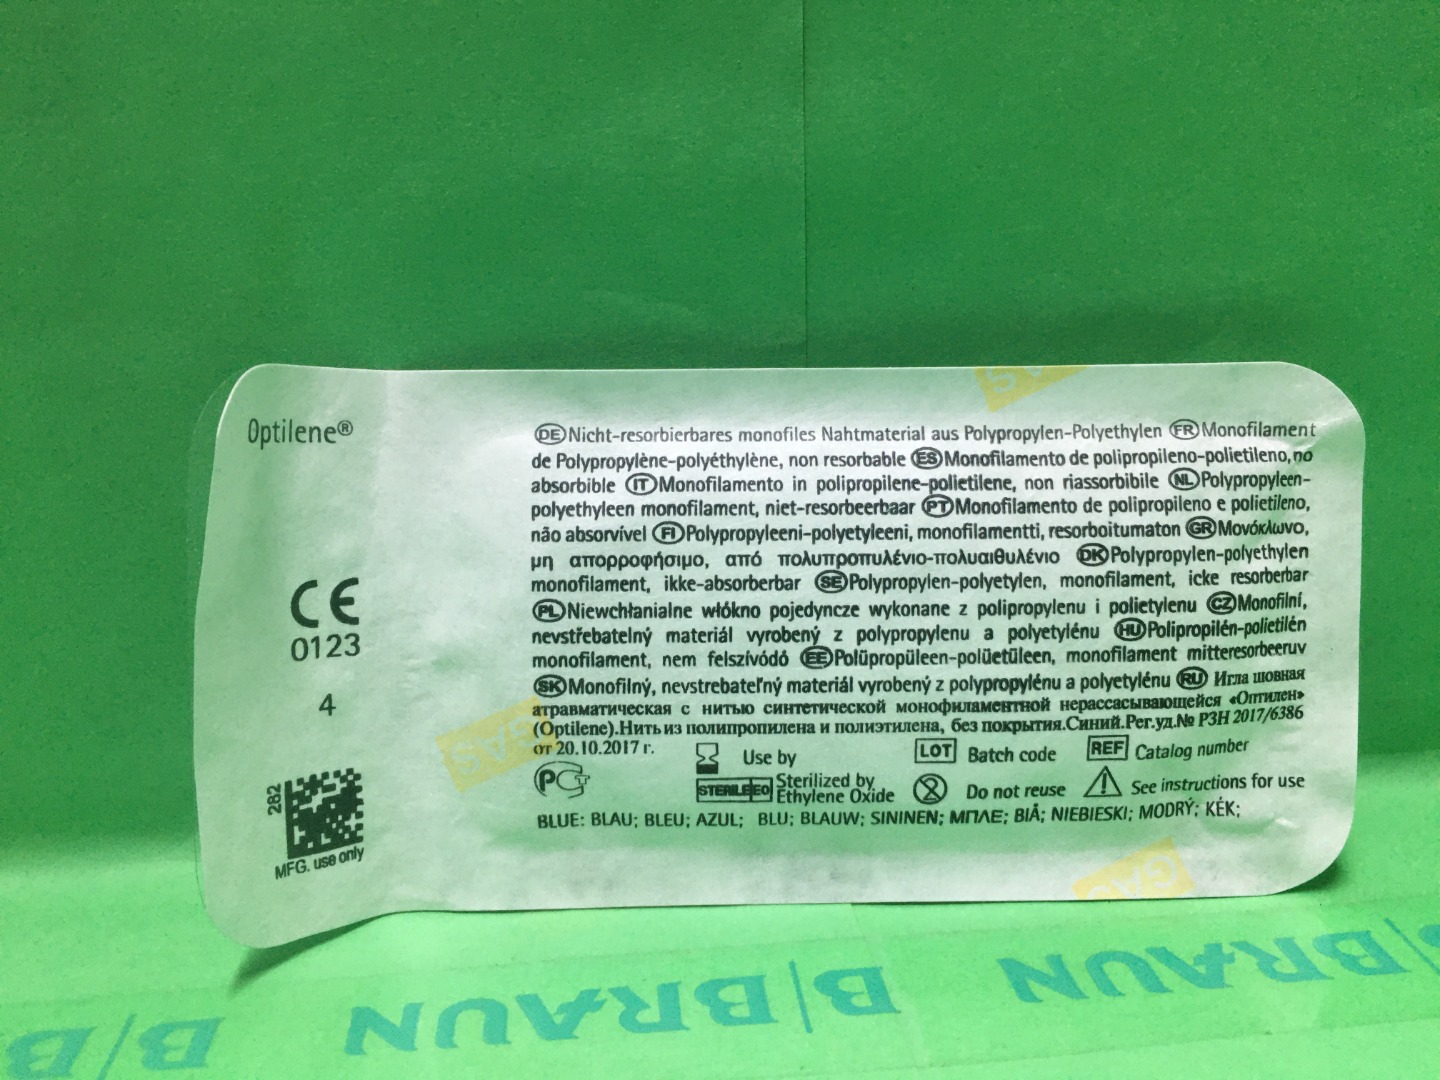 Optilene®
CE
0123
4
282
MFG. use only
DE Nicht-resorbierbares monofiles Nahtmaterial aus Polypropylen-Polyethylen FR Monofilament
de Polypropylène-polyéthylène, non resorbable ES Monofilamento de polipropileno-polietileno, no
absorbible IT Monofilamento in polipropilene-polietilene, non riassorbibile NL Polypropyleen-
polyethyleen monofilament, niet-resorbeerbaar PT Monofilamento de polipropileno e polietileno,
não absorvível FI Polypropyleeni-polyetyleeni, monofilamentti, resorboitumaton GR Μονόκλωνο,
μη απορροφήσιμο, από πολυπροπυλένιο-πολυαιθυλένιο DK Polypropylen-polyethylen
monofilament, ikke-absorberbar SE Polypropylen-polyetylen, monofilament, icke resorberbar
PL Niewchłanialne włókno pojedyncze wykonane z polipropylenu i polietylenu CZ Monofilní,
nevstřebatelný materiál vyrobený z polypropylenu a polyetylénu HU Polipropilén-polietilén
monofilament, nem felszívódó EE Polüpropüleen-polüetüleen, monofilament mitteresorbeeruv
SK Monofilný, nevstrebateľný materiál vyrobený z polypropylénu a polyetylénu RU Игла шовная
атравматическая с нитью синтетической монофиламентной нерассасывающейся «Оптилен»
(Optilene).Нить из полипропилена и полиэтилена, без покрытия.Синий.Рег.уд.№ РЗН 2017/6386
от 20.10.2017 г.
Use by
LOT Batch code
REF Catalog number
РСТ
STERILE EO Sterilized by
Ethylene Oxide
2 Do not reuse
See instructions for use
BLUE: BLAU; BLEU; AZUL; BLU; BLAUW; SININEN; ΜΠΛΕ; BIÅ; NIEBIESKI; MODRÝ; KÉK;
GAS
GAS
GAS
GAS
B|B
BRAUN
B|BRAUN
B|BRAUN